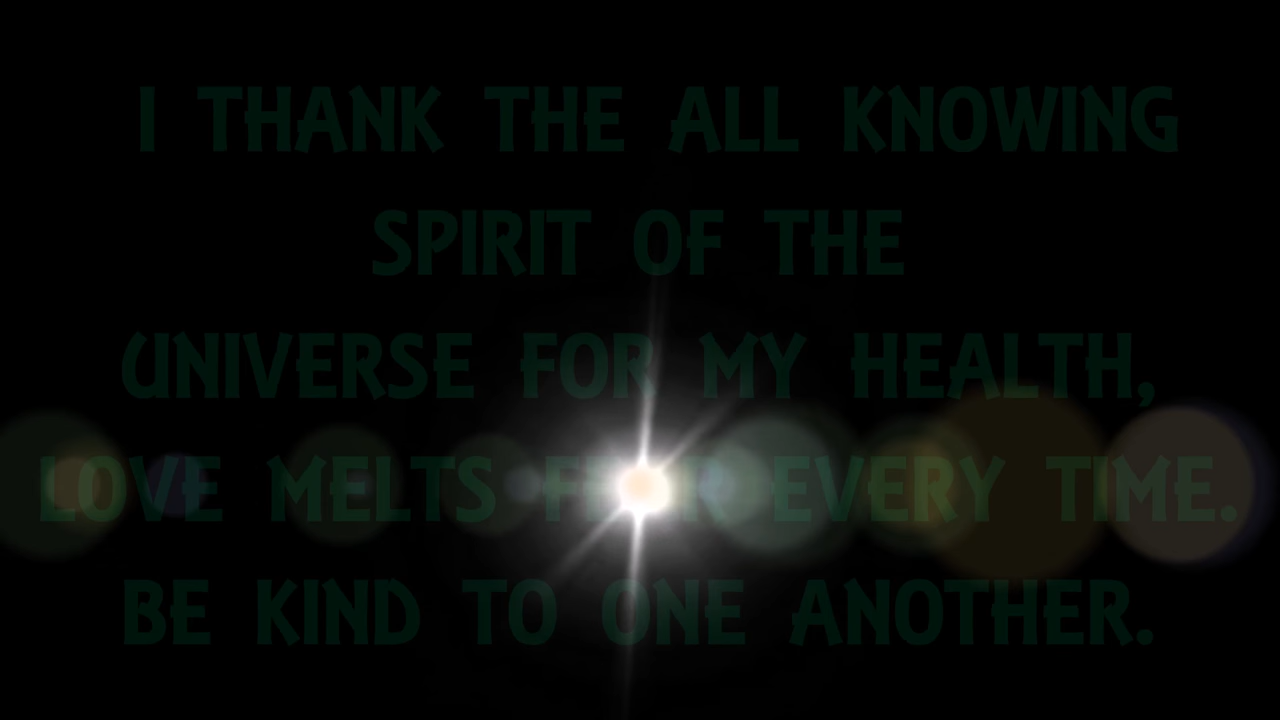 I THANK THE ALL KNOWING
SPIRIT OF THE
UNIVERSE FOR MY HEALTH,
LOVE MELTS FEAR EVERY TIME.
BE KIND TO ONE ANOTHER.